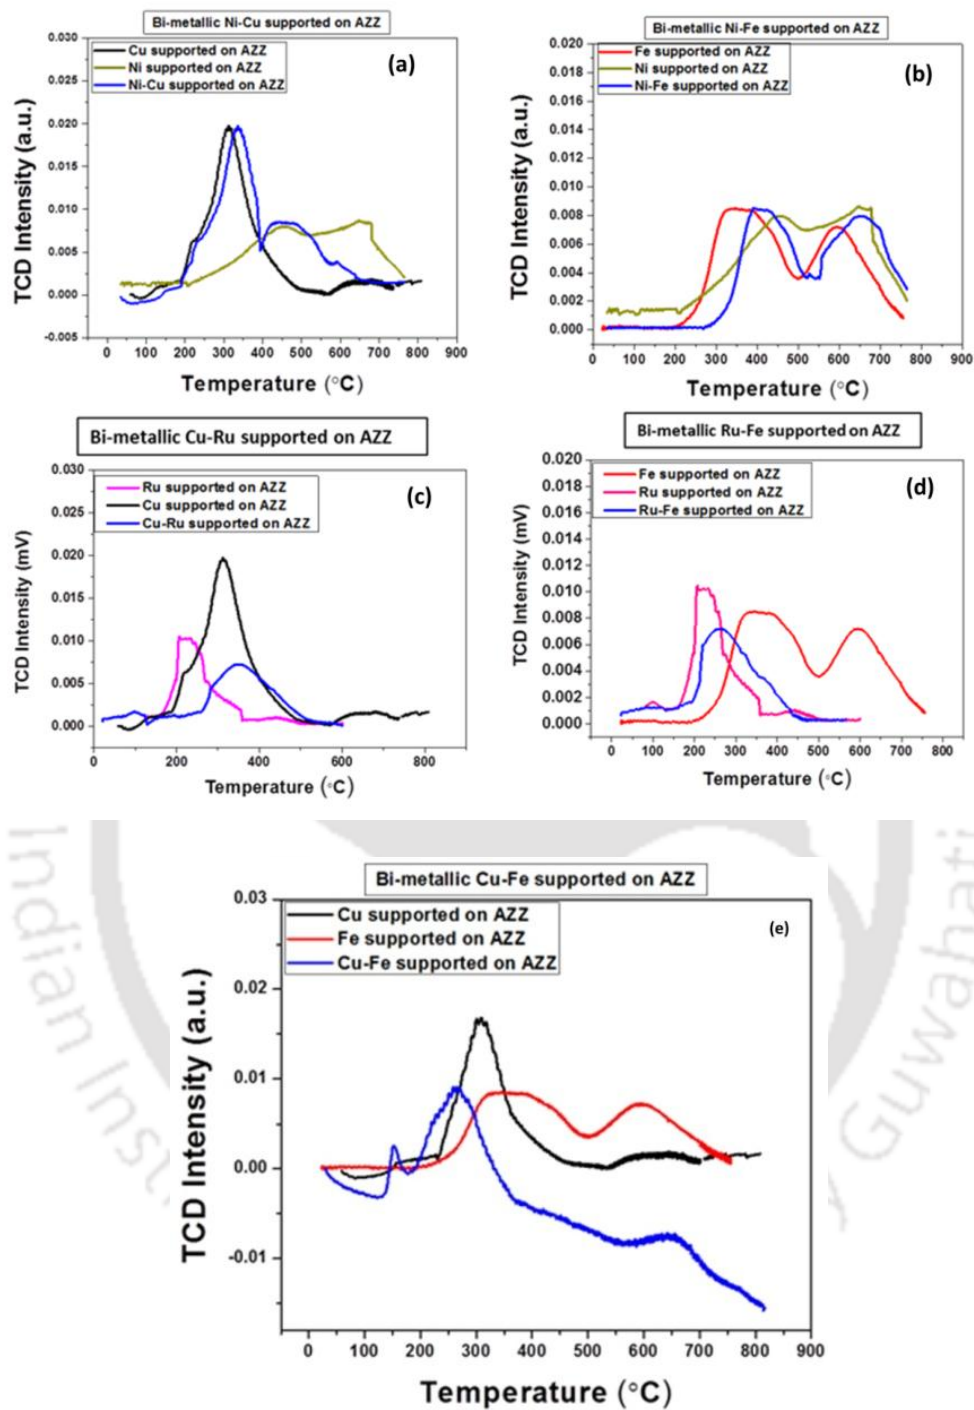 Bi-metallic Ni-Cu supported on AZZ
0.030
0.025
0.020
0.015
0.010
0.005
0.000
-0.005
TCD Intensity (a.u.)
Cu supported on AZZ
Ni supported on AZZ
Ni-Cu supported on AZZ
(a)
0 100 200 300 400 500 600 700 800 900
Temperature (°C)
Bi-metallic Ni-Fe supported on AZZ
0.020
0.018
0.016
0.014
0.012
0.010
0.008
0.006
0.004
0.002
0.000
TCD Intensity (a.u.)
Fe supported on AZZ
Ni supported on AZZ
Ni-Fe supported on AZZ
(b)
0 100 200 300 400 500 600 700 800 900
Temperature (°C)
Bi-metallic Cu-Ru supported on AZZ
0.030
0.025
0.020
0.015
0.010
0.005
0.000
TCD Intensity (mV)
Ru supported on AZZ
Cu supported on AZZ
Cu-Ru supported on AZZ
(c)
0 200 400 600 800
Temperature (°C)
Bi-metallic Ru-Fe supported on AZZ
0.020
0.018
0.016
0.014
0.012
0.010
0.008
0.006
0.004
0.002
0.000
TCD Intensity (mV)
Fe supported on AZZ
Ru supported on AZZ
Ru-Fe supported on AZZ
(d)
0 100 200 300 400 500 600 700 800
Temperature (°C)
Bi-metallic Cu-Fe supported on AZZ
0.03
0.02
0.01
0.00
-0.01
TCD Intensity (a.u.)
Cu supported on AZZ
Fe supported on AZZ
Cu-Fe supported on AZZ
(e)
0 100 200 300 400 500 600 700 800 900
Temperature (°C)
Indian Inst
Guwahati